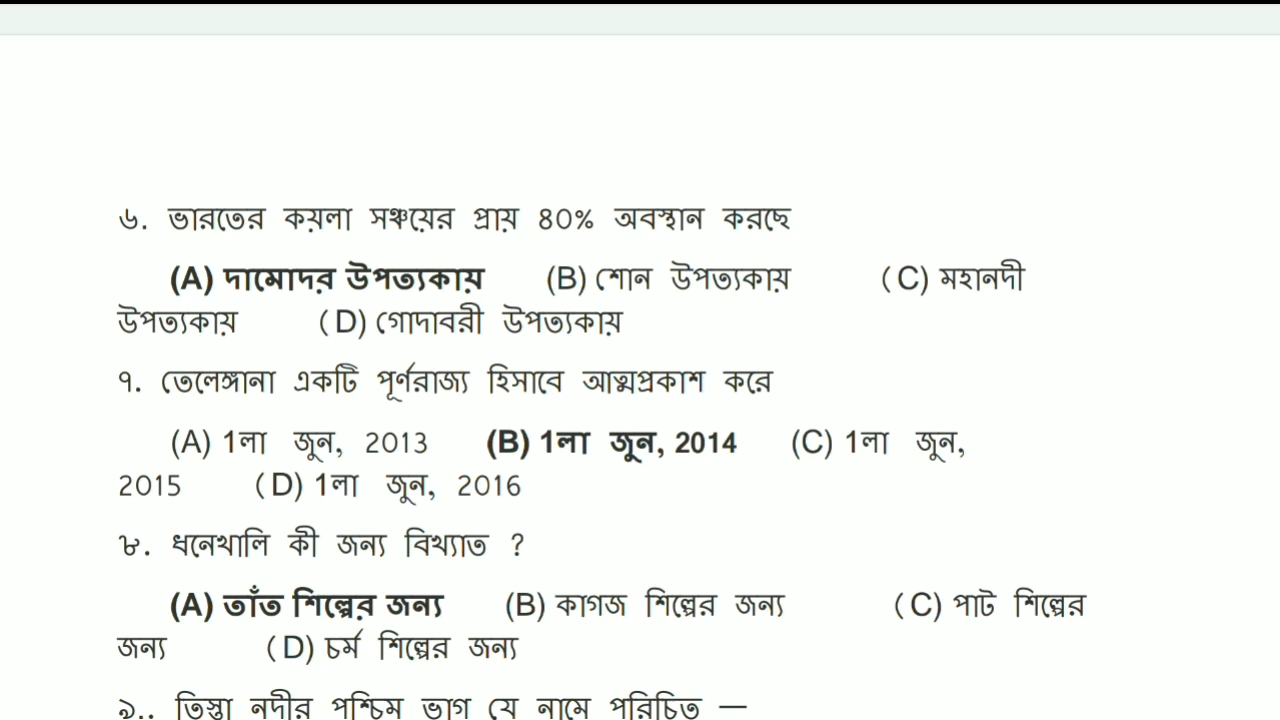 ৬. ভারতের কয়লা সঞ্চয়ের প্রায় 80% অবস্থান করছে
(A) দামোদর উপত্যকায় (B) শোন উপত্যকায় (C) মহানদী
উপত্যকায় (D) গোদাবরী উপত্যকায়
৭. তেলেঙ্গানা একটি পূর্ণরাজ্য হিসাবে আত্মপ্রকাশ করে
(A) 1লা জুন, 2013 (B) 1লা জুন, 2014 (C) 1লা জুন,
2015 (D) 1লা জুন, 2016
৮. ধনেখালি কী জন্য বিখ্যাত ?
(A) তাঁত শিল্পের জন্য (B) কাগজ শিল্পের জন্য (C) পাট শিল্পের
জন্য (D) চর্ম শিল্পের জন্য
৯.. তিস্তা নদীর পশ্চিম ভাগ যে নামে পরিচিত —